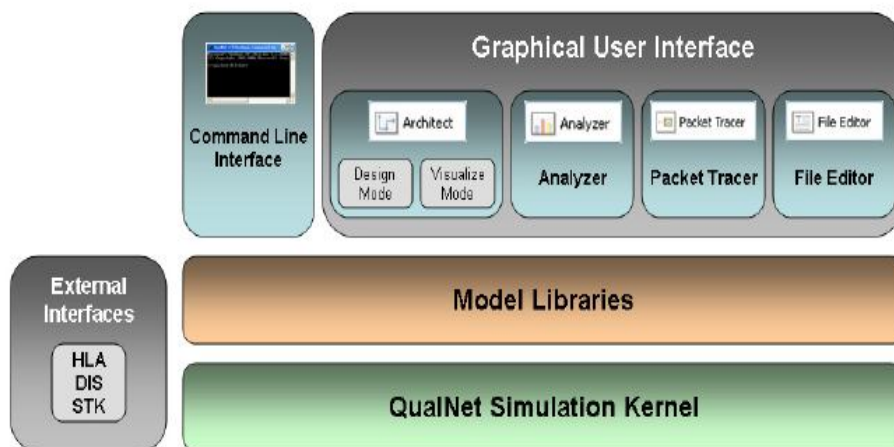 Graphical User Interface
Command Line
Interface
Architect
Design
Mode
Visualize
Mode
Analyzer
Analyzer
Packet Tracer
Packet Tracer
File Editor
File Editor
External
Interfaces
HLA
DIS
STK
Model Libraries
QualNet Simulation Kernel